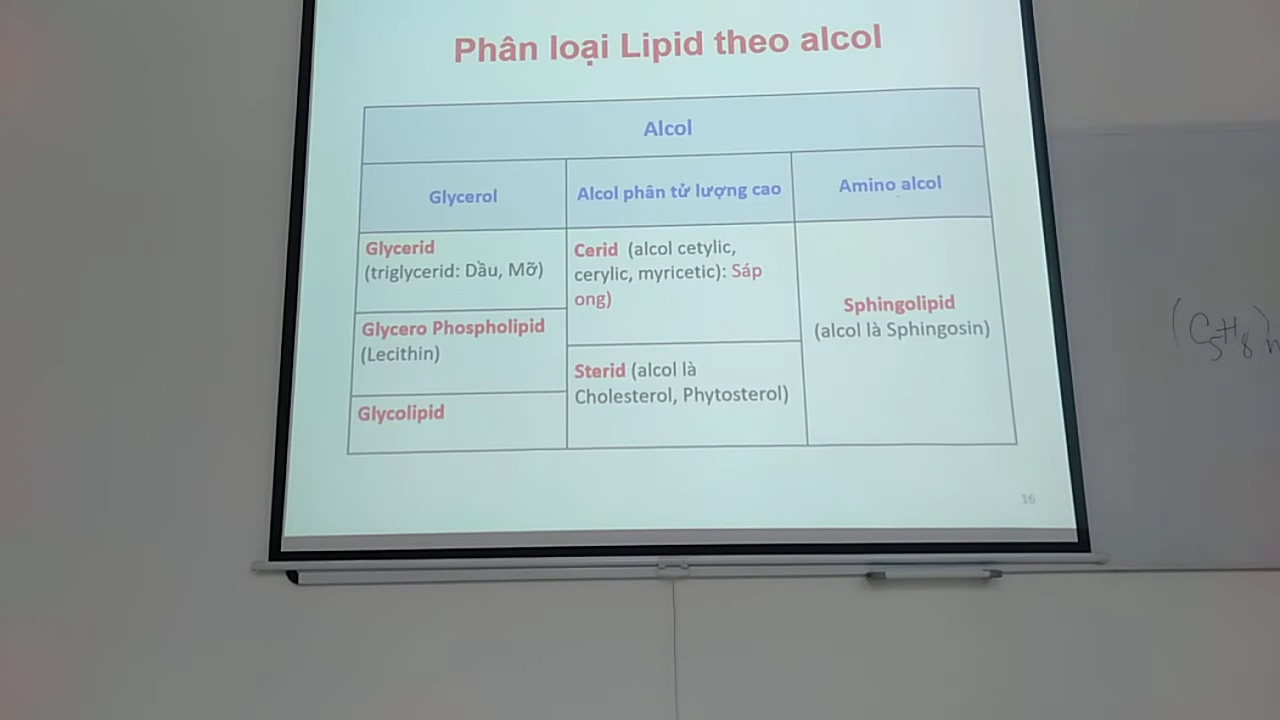 Phân loại Lipid theo alcol
Alcol
Glycerol
Alcol phân tử lượng cao
Amino alcol
Glycerid
(triglycerid: Dầu, Mỡ)
Glycero Phospholipid
(Lecithin)
Glycolipid
Cerid (alcol cetylic,
cerylic, myricetic): Sáp
ong)
Sterid (alcol là
Cholesterol, Phytosterol)
Sphingolipid
(alcol là Sphingosin)
16
(C5H8)n